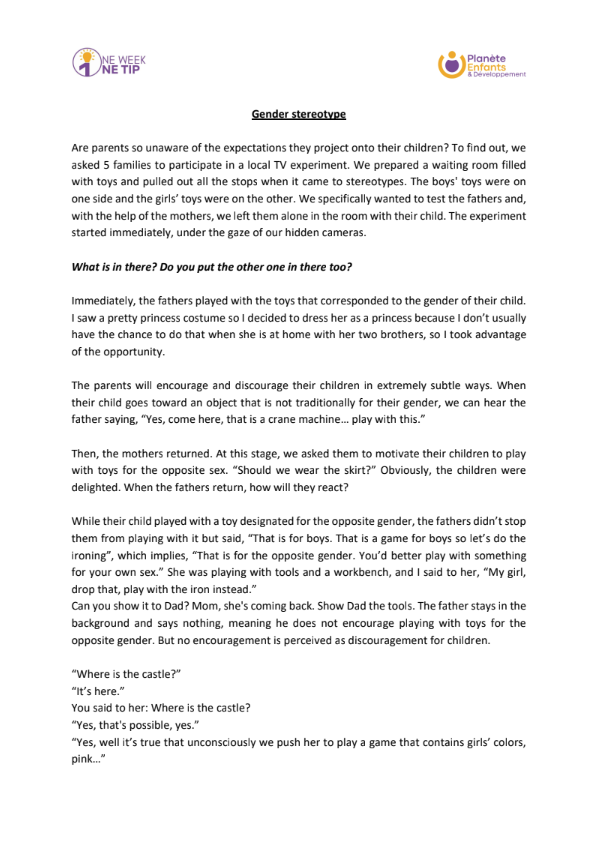 1NE WEEK
NE TIP
Planète
Enfants
& Développement
Gender stereotype
Are parents so unaware of the expectations they project onto their children? To find out, we
asked 5 families to participate in a local TV experiment. We prepared a waiting room filled
with toys and pulled out all the stops when it came to stereotypes. The boys' toys were on
one side and the girls’ toys were on the other. We specifically wanted to test the fathers and,
with the help of the mothers, we left them alone in the room with their child. The experiment
started immediately, under the gaze of our hidden cameras.
What is in there? Do you put the other one in there too?
Immediately, the fathers played with the toys that corresponded to the gender of their child.
I saw a pretty princess costume so I decided to dress her as a princess because I don’t usually
have the chance to do that when she is at home with her two brothers, so I took advantage
of the opportunity.
The parents will encourage and discourage their children in extremely subtle ways. When
their child goes toward an object that is not traditionally for their gender, we can hear the
father saying, “Yes, come here, that is a crane machine… play with this.”
Then, the mothers returned. At this stage, we asked them to motivate their children to play
with toys for the opposite sex. “Should we wear the skirt?” Obviously, the children were
delighted. When the fathers return, how will they react?
While their child played with a toy designated for the opposite gender, the fathers didn’t stop
them from playing with it but said, “That is for boys. That is a game for boys so let’s do the
ironing”, which implies, “That is for the opposite gender. You’d better play with something
for your own sex.” She was playing with tools and a workbench, and I said to her, “My girl,
drop that, play with the iron instead.”
Can you show it to Dad? Mom, she's coming back. Show Dad the tools. The father stays in the
background and says nothing, meaning he does not encourage playing with toys for the
opposite gender. But no encouragement is perceived as discouragement for children.
“Where is the castle?”
“It’s here.”
You said to her: Where is the castle?
“Yes, that's possible, yes.”
“Yes, well it’s true that unconsciously we push her to play a game that contains girls’ colors,
pink…”